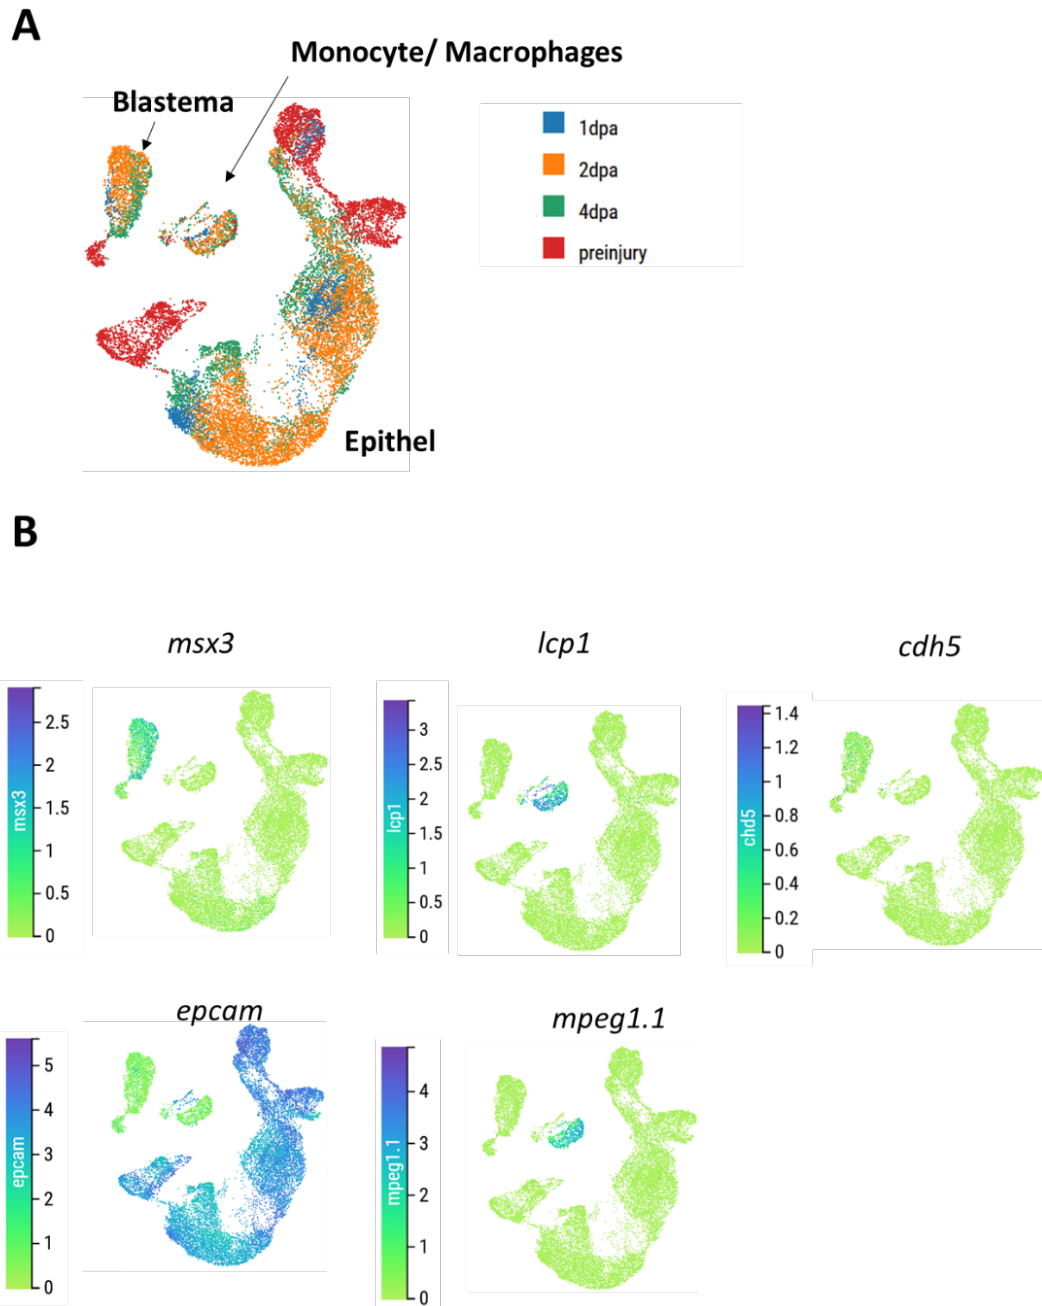 A
Monocyte/ Macrophages
Blastema
1dpa
2dpa
4dpa
preinjury
Epithel
B
msx3
lcp1
cdh5
msx3
2.5
2
1.5
1
0.5
0
lcp1
3
2.5
2
1.5
1
0.5
0
chd5
1.4
1.2
1
0.8
0.6
0.4
0.2
0
epcam
mpeg1.1
epcam
5
4
3
2
1
0
mpeg1.1
4
3
2
1
0